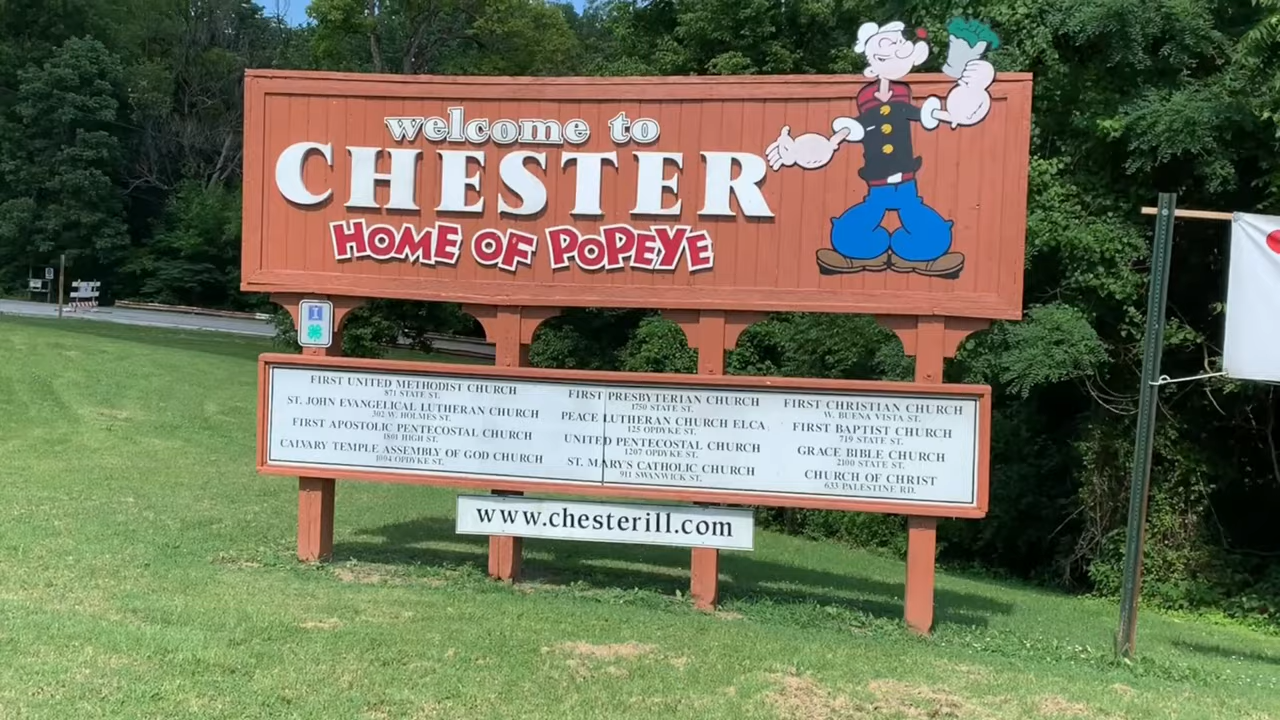 welcome to
CHESTER
HOME OF POPEYE
FIRST UNITED METHODIST CHURCH
871 STATE ST.
ST. JOHN EVANGELICAL LUTHERAN CHURCH
302 W. HOLMES ST.
FIRST APOSTOLIC PENTECOSTAL CHURCH
1801 HIGH ST.
CALVARY TEMPLE ASSEMBLY OF GOD CHURCH
1004 OPDYKE ST.
FIRST PRESBYTERIAN CHURCH
1750 STATE ST.
PEACE LUTHERAN CHURCH ELCA
125 OPDYKE ST.
UNITED PENTECOSTAL CHURCH
1207 OPDYKE ST.
ST. MARY'S CATHOLIC CHURCH
911 SWANWICK ST.
FIRST CHRISTIAN CHURCH
W. BUENA VISTA ST.
FIRST BAPTIST CHURCH
719 STATE ST.
GRACE BIBLE CHURCH
2100 STATE ST.
CHURCH OF CHRIST
633 PALESTINE RD.
www.chesterill.com